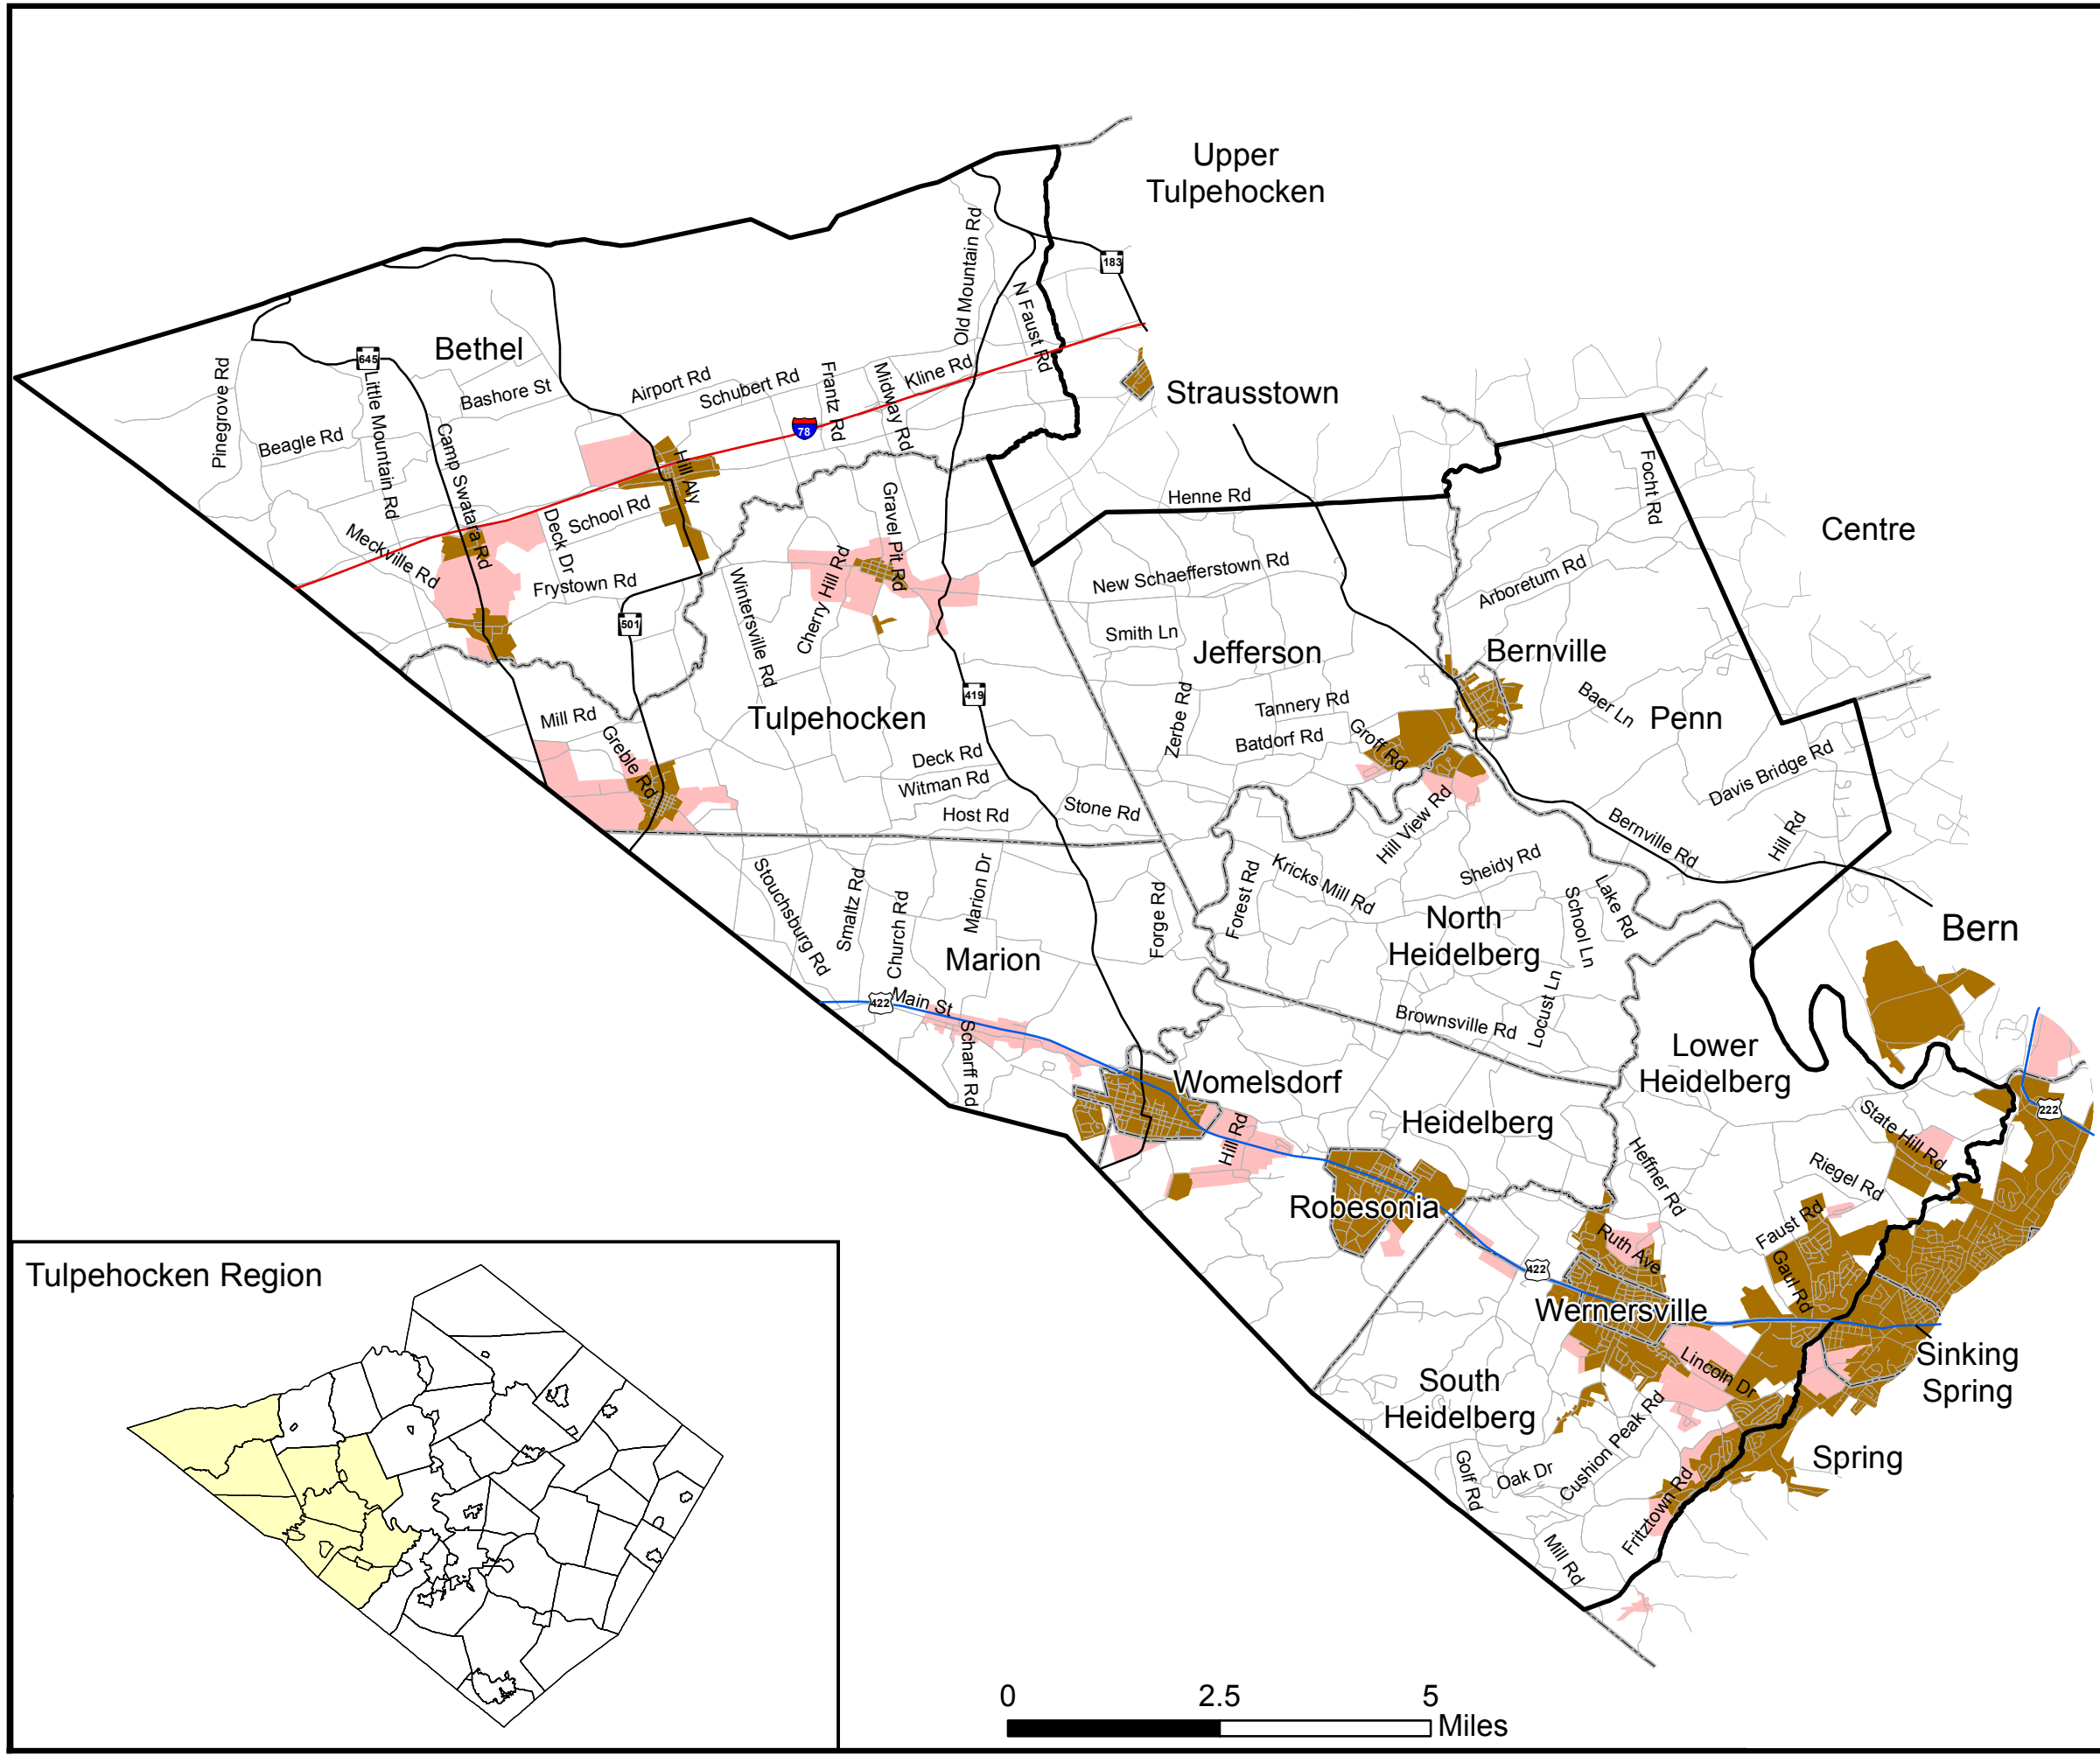 Upper
Tulpehocken
183
Old Mountain Rd
N Faust Rd
Bethel
645
Pinegrove Rd
Little Mountain Rd
Bashore St
Airport Rd
Schubert Rd
Frantz Rd
Midway Rd
Kline Rd
Strausstown
78
Beagle Rd
Camp Swatara Rd
Hill Aly
Meckville Rd
Deck Dr
School Rd
Gravel Pit Rd
Henne Rd
Focht Rd
Centre
Frystown Rd
501
Wintersville Rd
Cherry Hill Rd
New Schaefferstown Rd
Arboretum Rd
Smith Ln
Jefferson
Bernville
419
Zerbe Rd
Tannery Rd
Baer Ln
Penn
Mill Rd
Greble Rd
Tulpehocken
Deck Rd
Batdorf Rd
Groff Rd
Witman Rd
Davis Bridge Rd
Host Rd
Stone Rd
Hill View Rd
Bernville Rd
Hill Rd
Stouchsburg Rd
Smaltz Rd
Church Rd
Marion Dr
Forge Rd
Forest Rd
Kricks Mill Rd
Sheidy Rd
School Ln
Lake Rd
North
Heidelberg
Bern
Marion
422
Main St
Scharff Rd
Brownsville Rd
Locust Ln
Lower
Heidelberg
Womelsdorf
Heidelberg
Hill Rd
222
State Hill Rd
Heffner Rd
Riegel Rd
Robesonia
Faust Rd
Ruth Ave
Gaul Rd
422
Wernersville
Lincoln Dr
Sinking
Spring
South
Heidelberg
Cushion Peak Rd
Golf Rd
Oak Dr
Spring
Fritztown Rd
Mill Rd
Tulpehocken Region
0
2.5
5
Miles